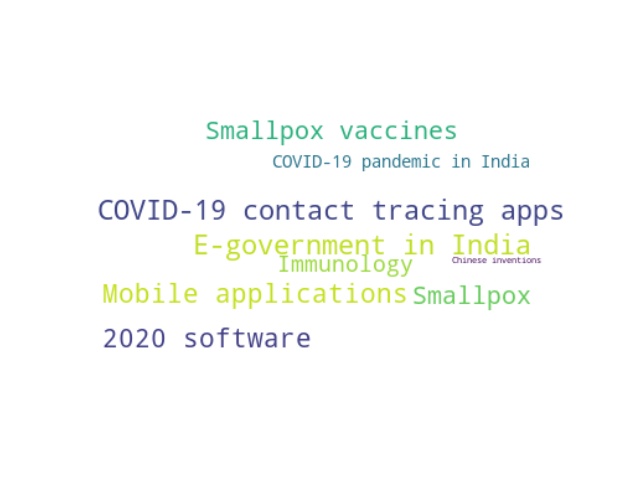 Smallpox vaccines
COVID-19 pandemic in India
COVID-19 contact tracing apps
E-government in India
Immunology
Chinese inventions
Mobile applications
Smallpox
2020 software